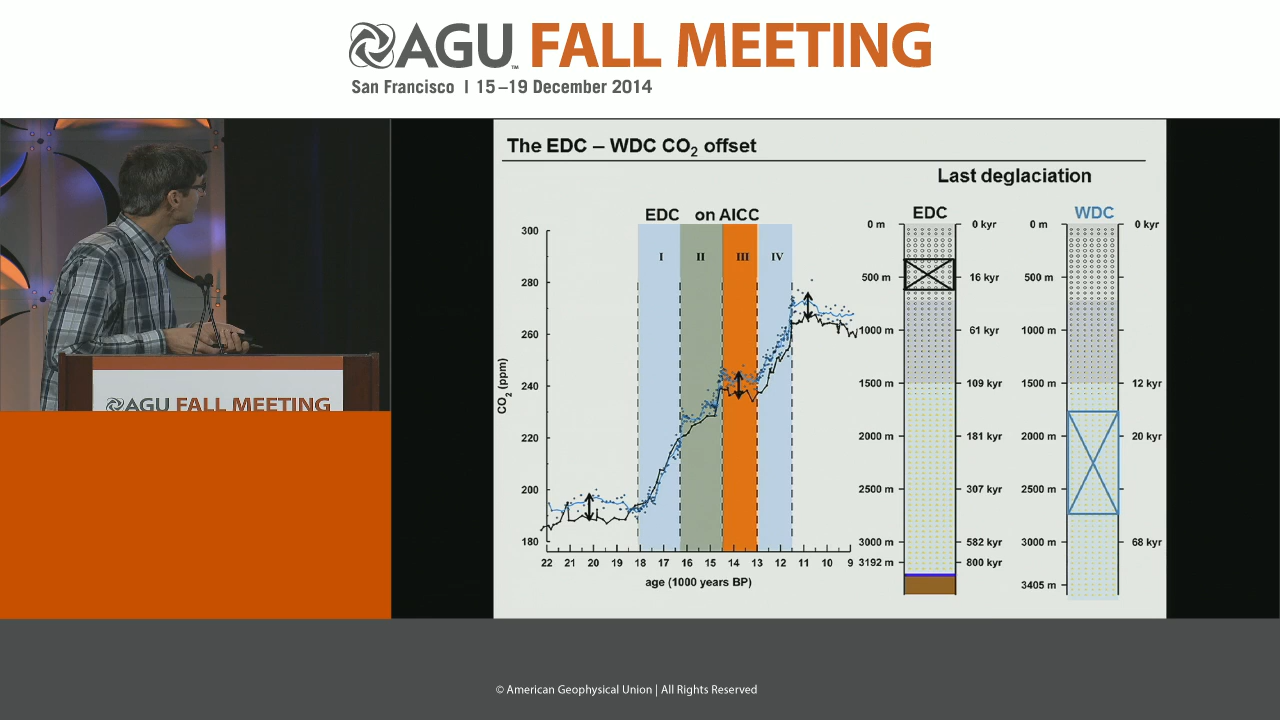 AGU FALL MEETING
San Francisco | 15–19 December 2014
AGU FALL MEETING
The EDC – WDC CO2 offset
Last deglaciation
EDC on AICC
I II III IV
300
280
260
240
220
200
180
CO2 (ppm)
22 21 20 19 18 17 16 15 14 13 12 11 10 9
age (1000 years BP)
EDC
0 m 0 kyr
500 m 16 kyr
1000 m 61 kyr
1500 m 109 kyr
2000 m 181 kyr
2500 m 307 kyr
3000 m 582 kyr
3192 m 800 kyr
WDC
0 m 0 kyr
500 m
1000 m
1500 m 12 kyr
2000 m 20 kyr
2500 m
3000 m 68 kyr
3405 m
© American Geophysical Union | All Rights Reserved